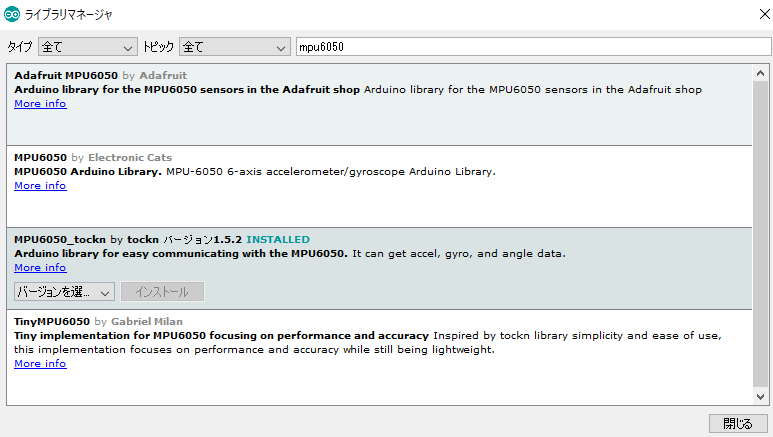 ライブラリマネージャ
タイプ 全て トピック 全て mpu6050
Adafruit MPU6050 by Adafruit
Arduino library for the MPU6050 sensors in the Adafruit shop Arduino library for the MPU6050 sensors in the Adafruit shop
More info
MPU6050 by Electronic Cats
MPU6050 Arduino Library. MPU-6050 6-axis accelerometer/gyroscope Arduino Library.
More info
MPU6050_tockn by tockn バージョン1.5.2 INSTALLED
Arduino library for easy communicating with the MPU6050. It can get accel, gyro, and angle data.
More info
バージョンを選... インストール
TinyMPU6050 by Gabriel Milan
Tiny implementation for MPU6050 focusing on performance and accuracy Inspired by tockn library simplicity and ease of use,
this implementation focuses on performance and accuracy while still being lightweight.
More info
閉じる